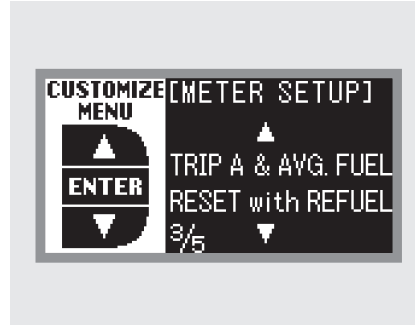 CUSTOMIZE
MENU
ENTER
[METER SETUP]
TRIP A & AVG. FUEL
RESET with REFUEL
3/5